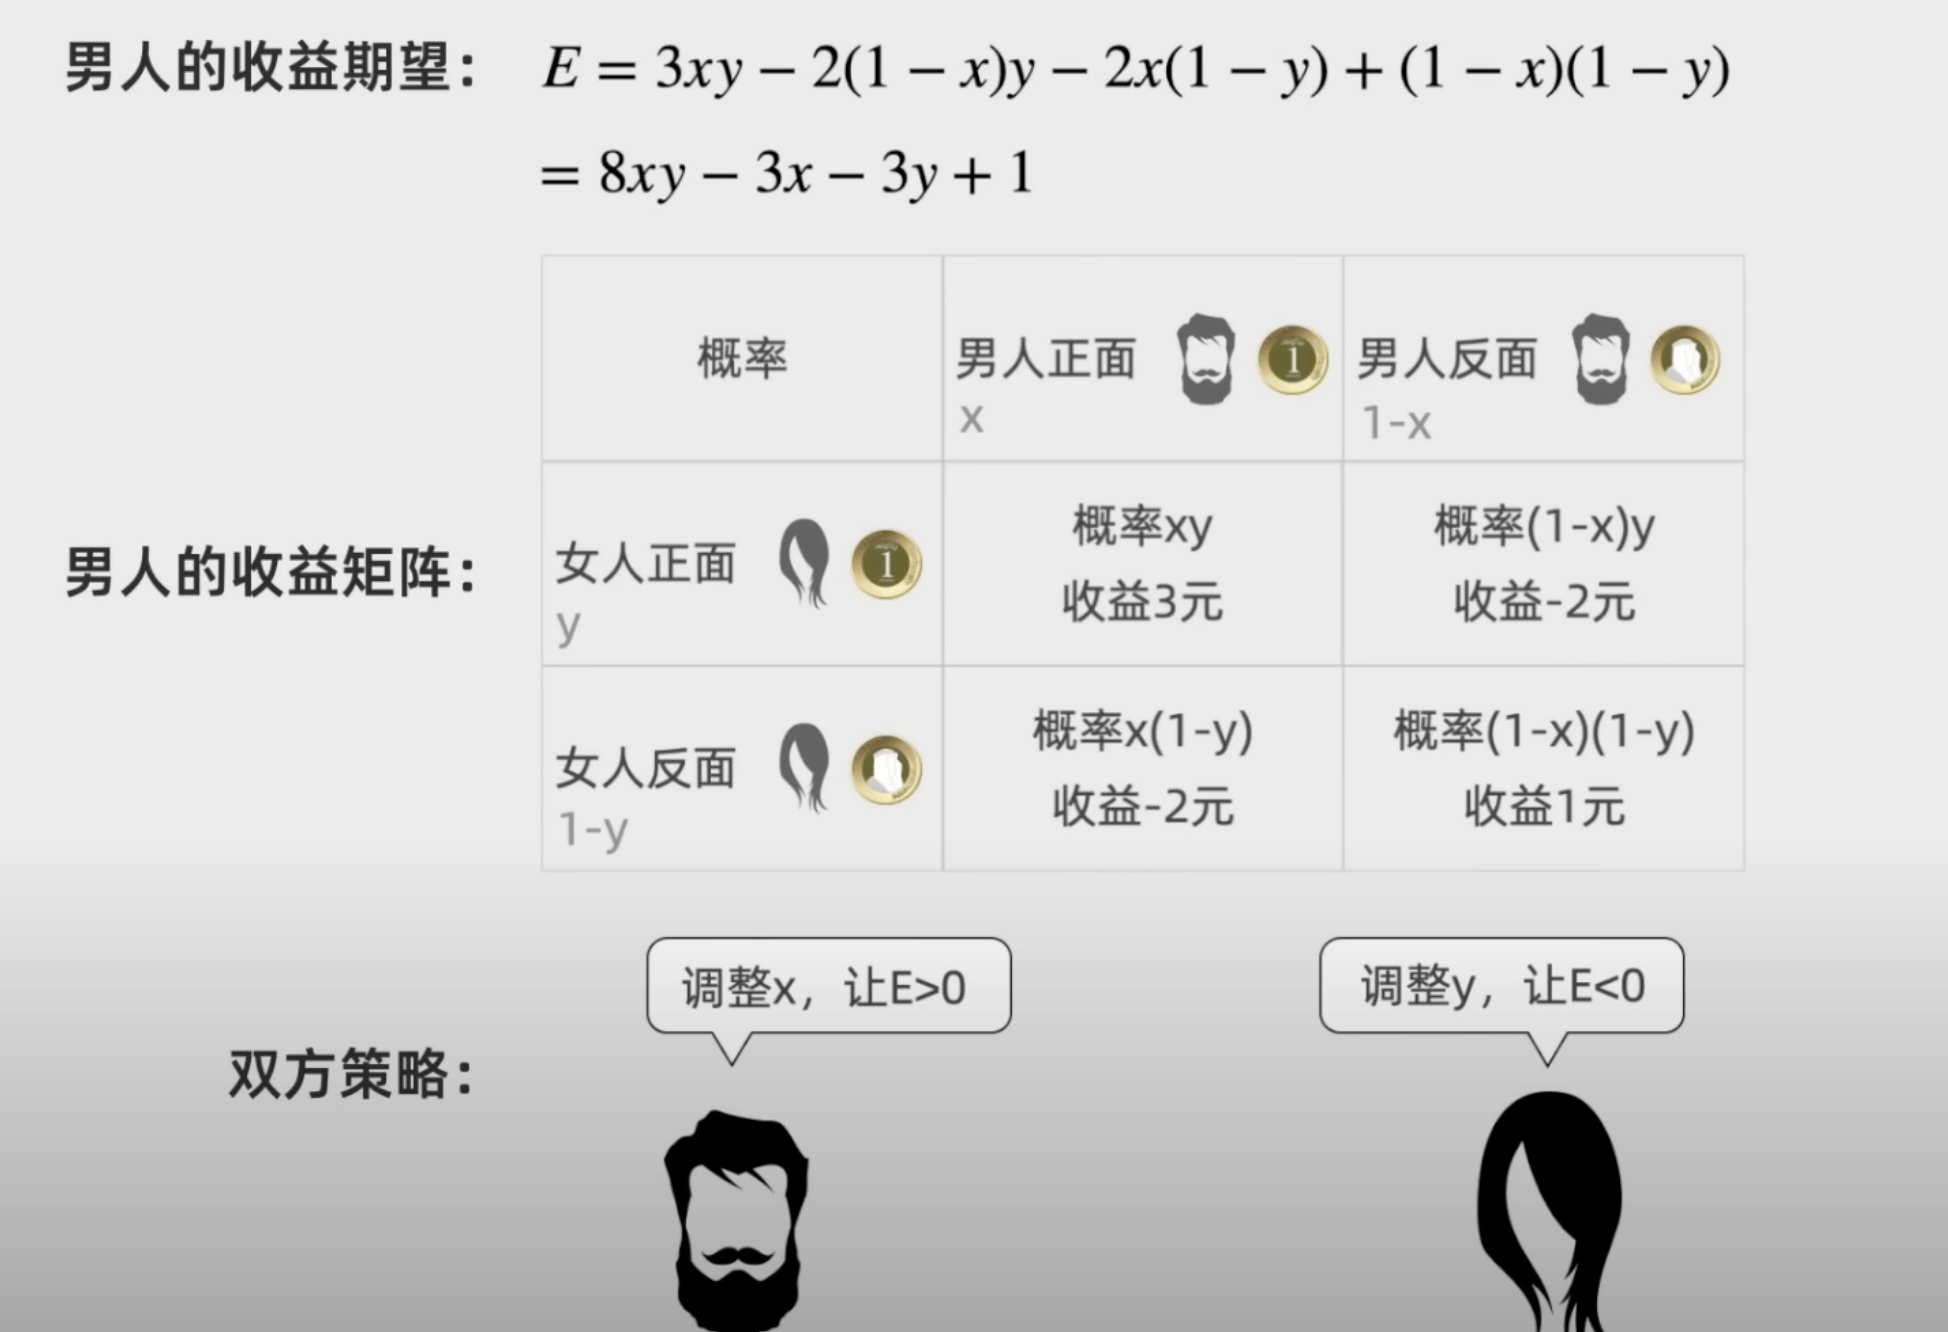 男人的收益期望： E = 3xy − 2(1 − x)y − 2x(1 − y) + (1 − x)(1 − y)
= 8xy − 3x − 3y + 1
男人的收益矩阵：
概率 男人正面 1 男人反面
x 1-x
女人正面 1
y
概率xy 概率(1-x)y
收益3元 收益-2元
女人反面
1-y
概率x(1-y) 概率(1-x)(1-y)
收益-2元 收益1元
双方策略：
调整x，让E>0 调整y，让E<0